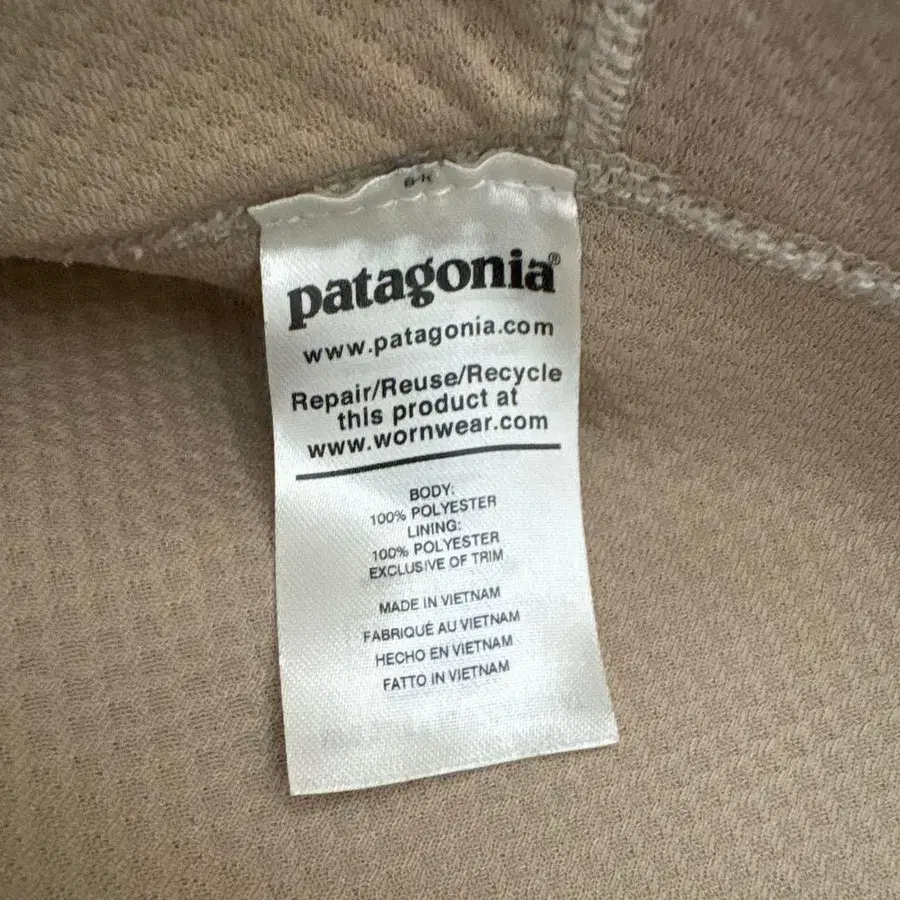 patagonia®
www.patagonia.com
Repair/Reuse/Recycle
this product at
www.wornwear.com
BODY:
100% POLYESTER
LINING:
100% POLYESTER
EXCLUSIVE OF TRIM
MADE IN VIETNAM
FABRIQUÉ AU VIETNAM
HECHO EN VIETNAM
FATTO IN VIETNAM